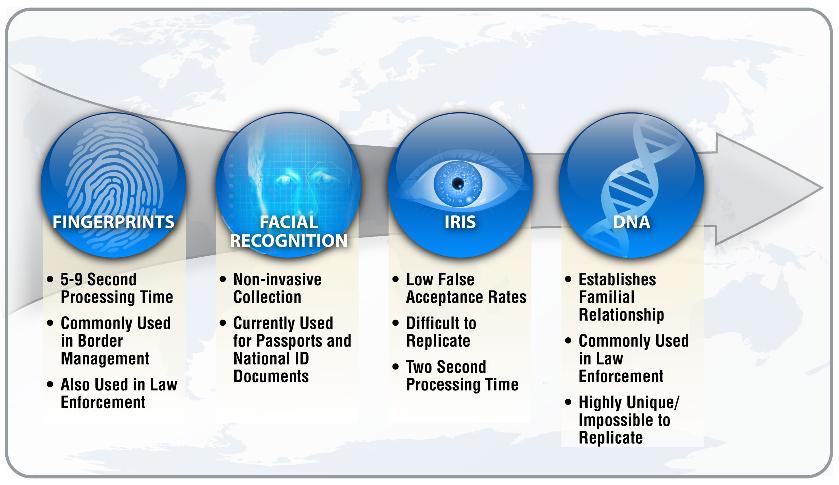 FINGERPRINTS
• 5-9 Second
Processing Time
• Commonly Used
in Border
Management
• Also Used in Law
Enforcement
FACIAL
RECOGNITION
• Non-invasive
Collection
• Currently Used
for Passports and
National ID
Documents
IRIS
• Low False
Acceptance Rates
• Difficult to
Replicate
• Two Second
Processing Time
DNA
• Establishes
Familial
Relationship
• Commonly Used
in Law
Enforcement
• Highly Unique/
Impossible to
Replicate